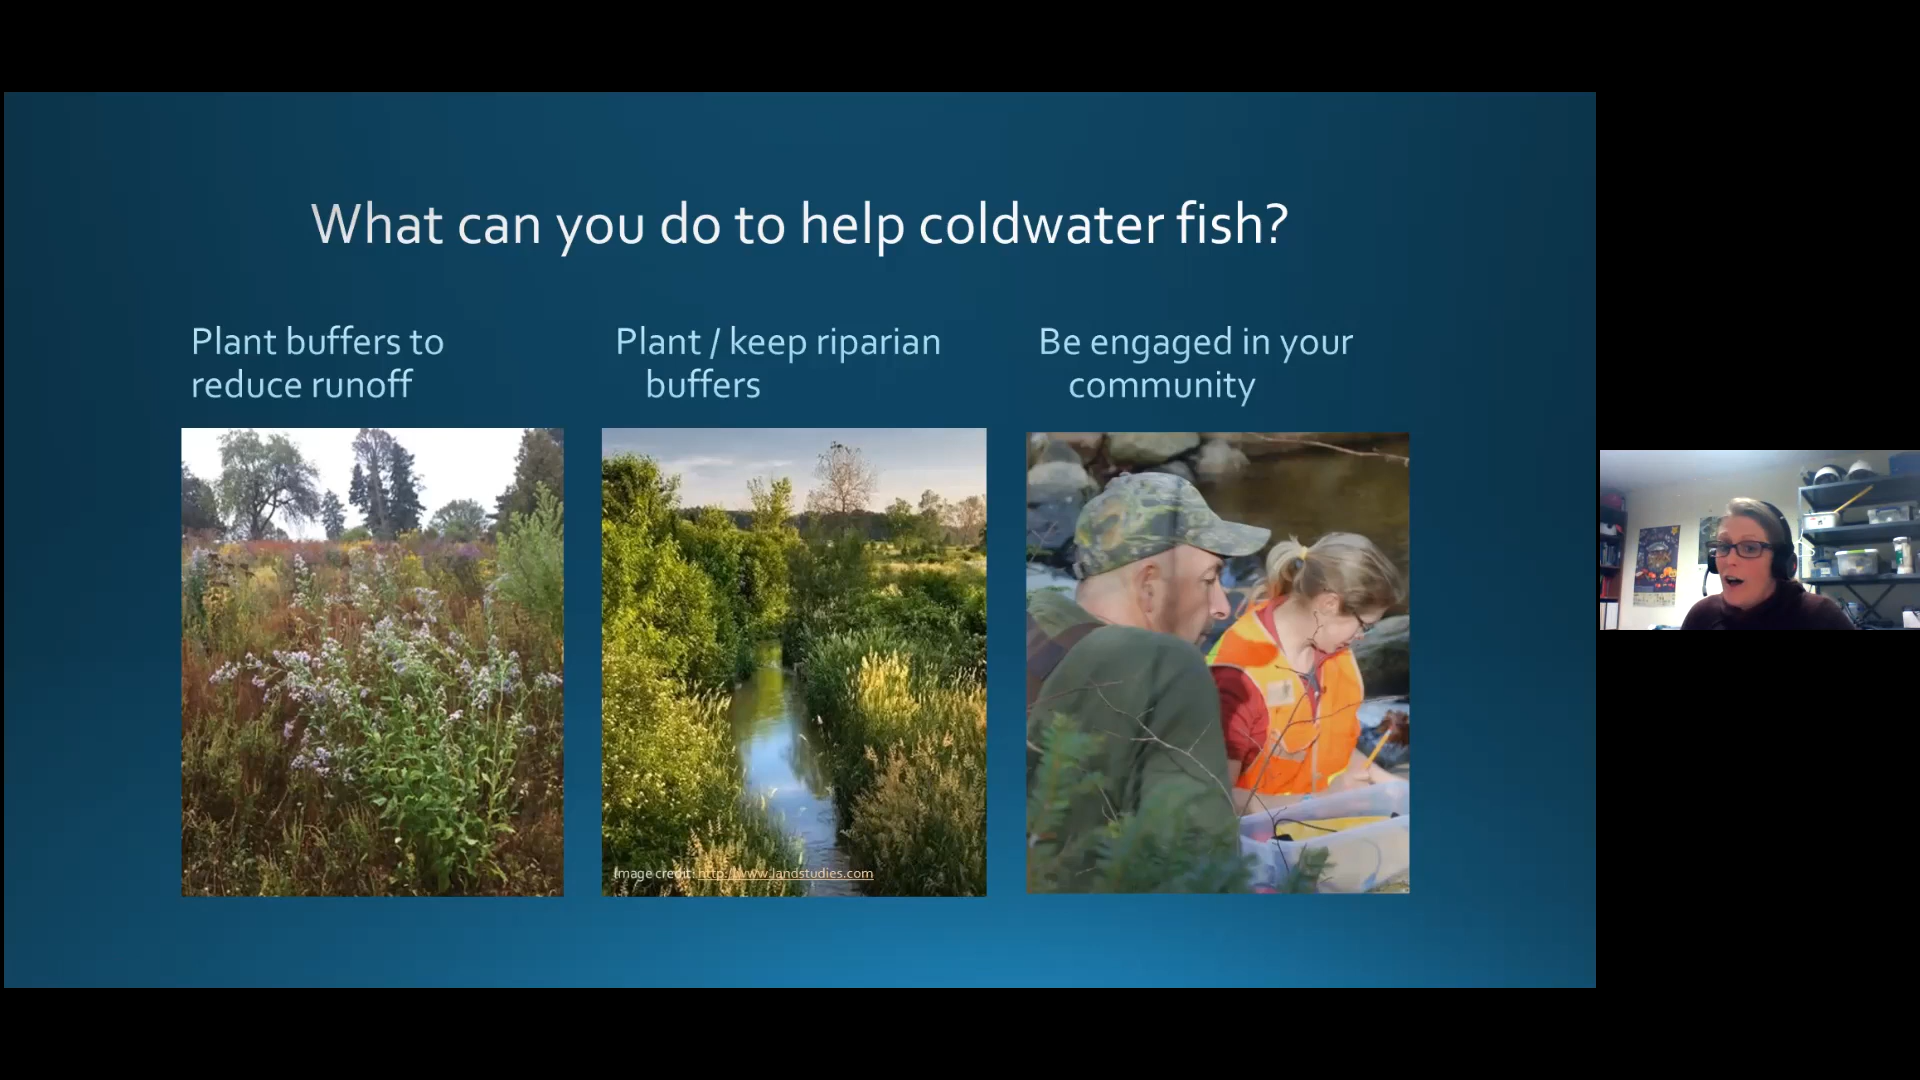 What can you do to help coldwater fish?
Plant buffers to
reduce runoff
Plant / keep riparian
buffers
Be engaged in your
community
Image credit: http://www.landstudies.com